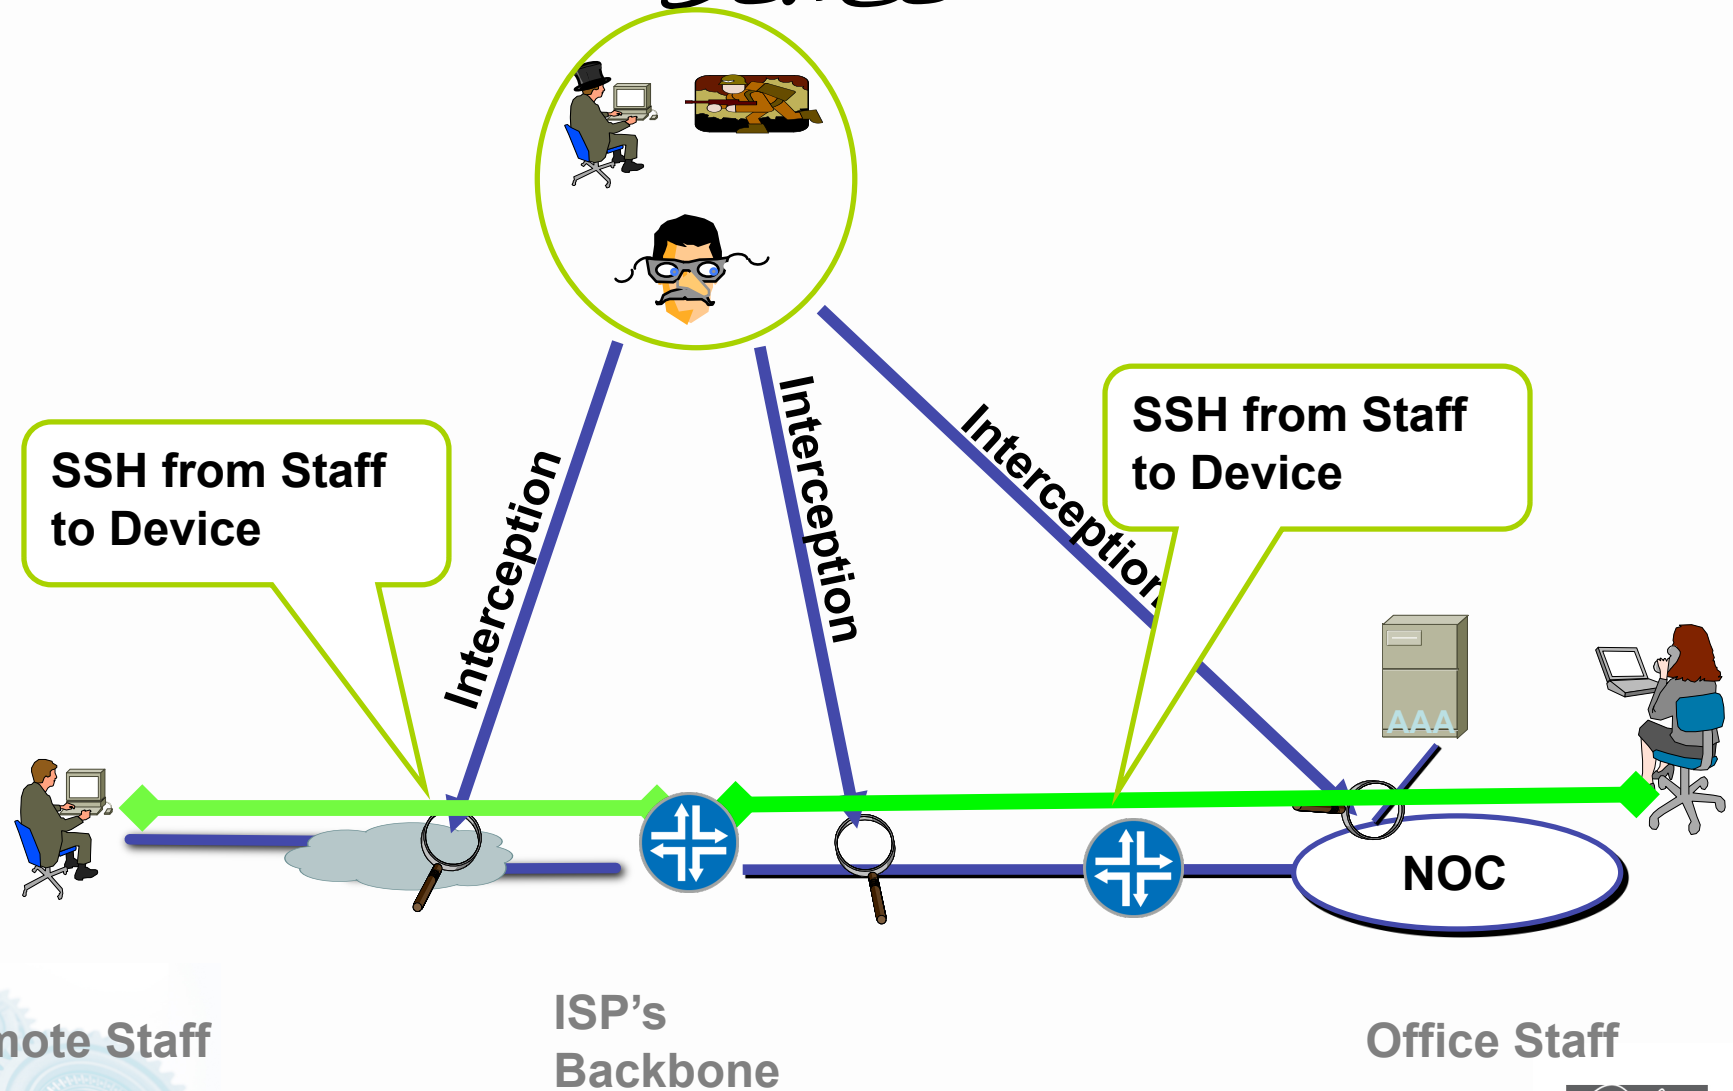 SSH from Staff
to Device
Interception
Interception
Interception
SSH from Staff
to Device
AAA
NOC
Staff
ISP's
Backbone
Office Staff